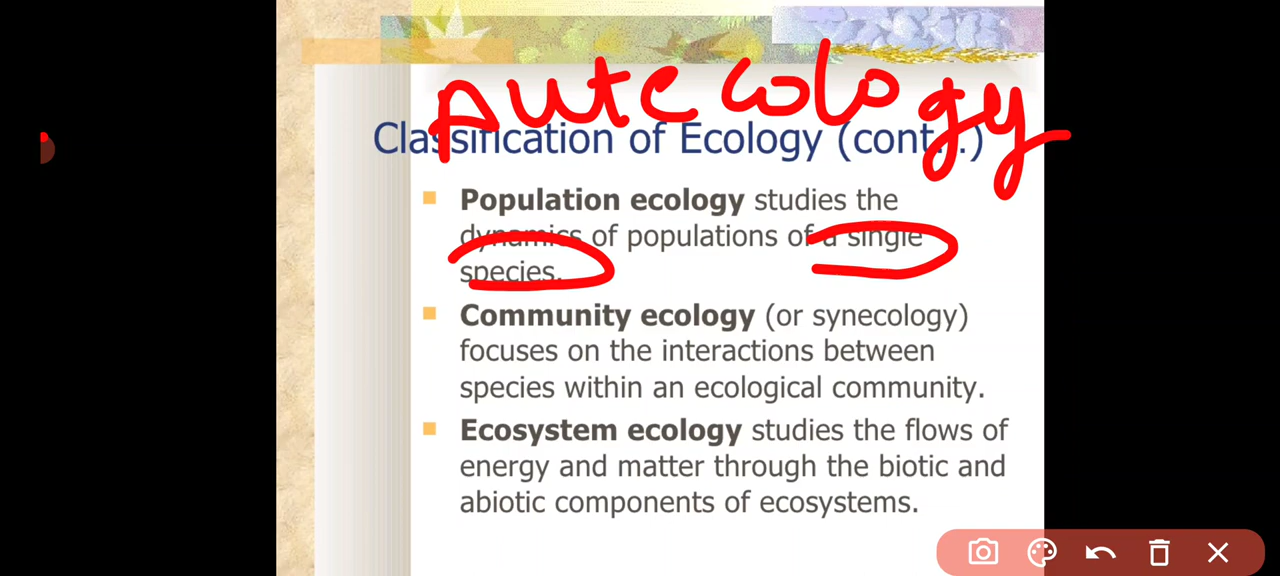 Autecology
Classification of Ecology (cont..)
Population ecology studies the
dynamics of populations of a single
species.
Community ecology (or synecology)
focuses on the interactions between
species within an ecological community.
Ecosystem ecology studies the flows of
energy and matter through the biotic and
abiotic components of ecosystems.